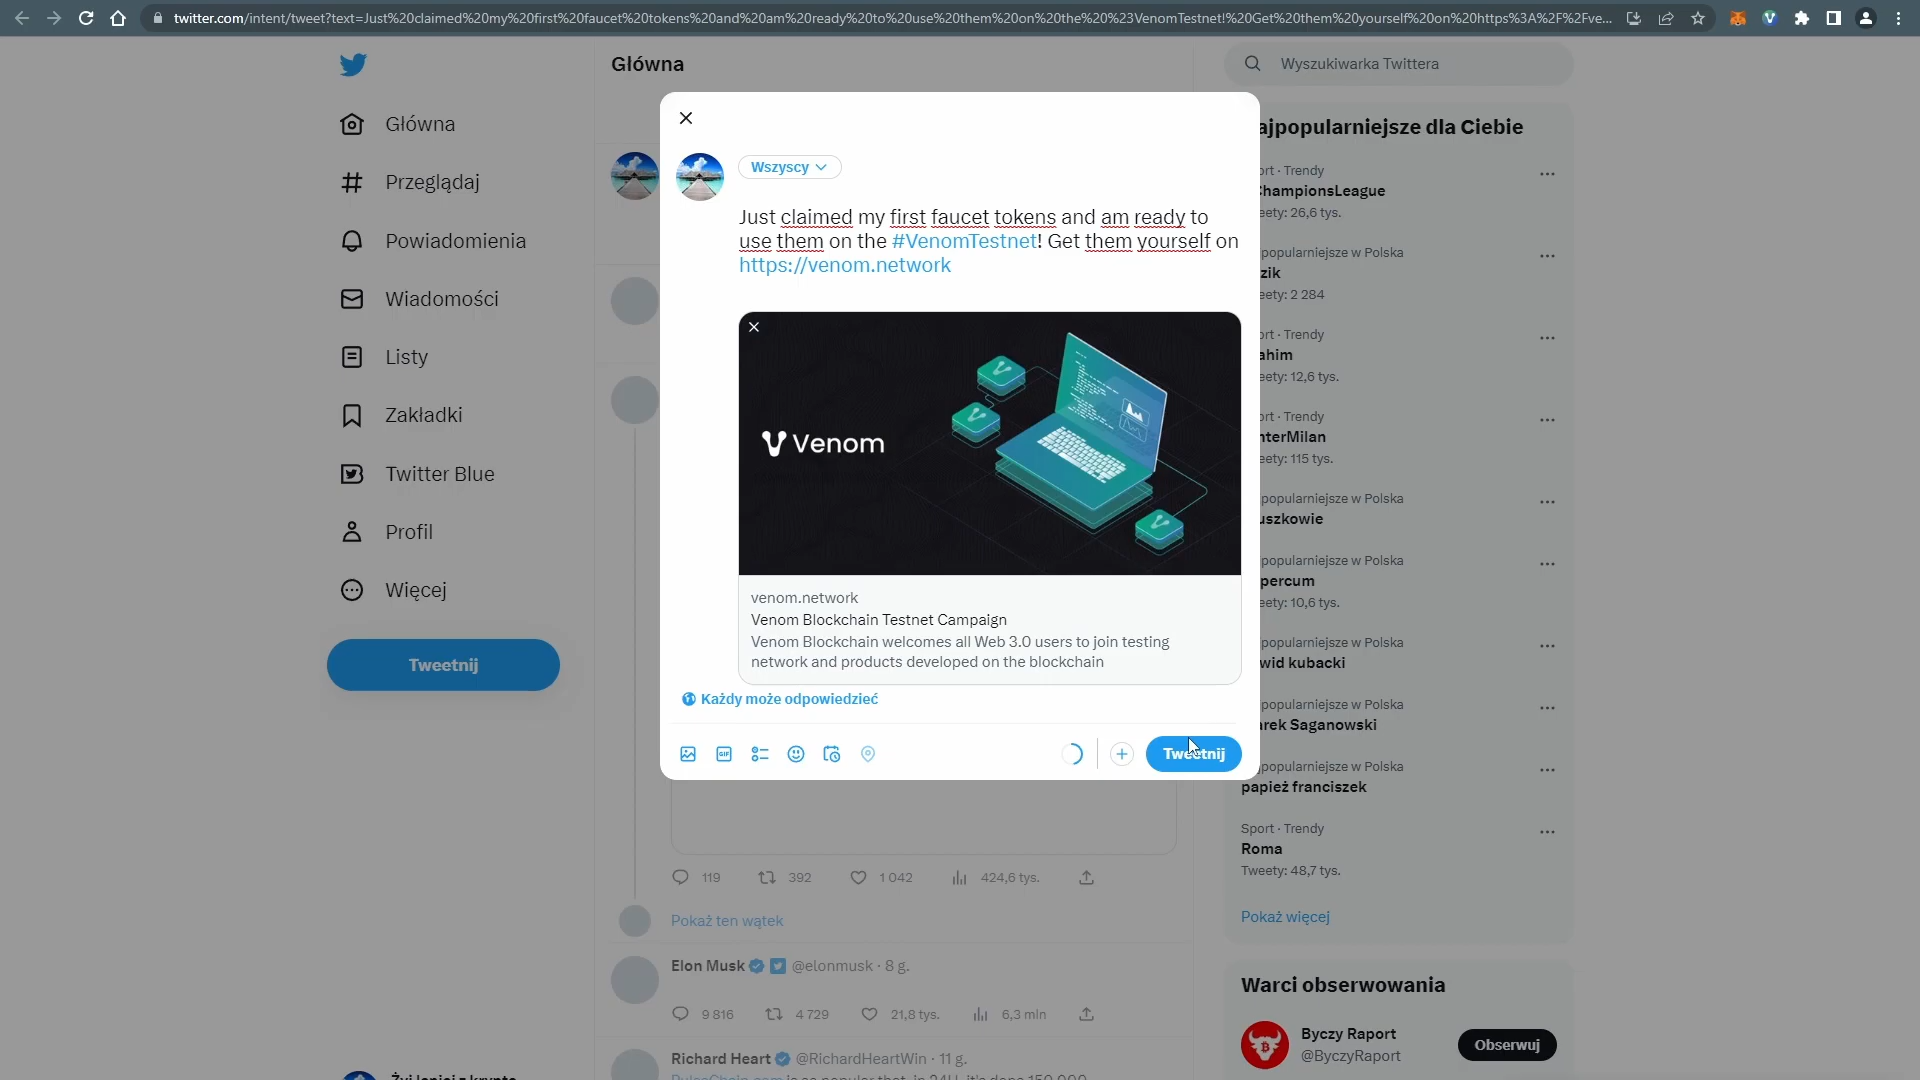 twitter.com/intent/tweet?text=Just%20claimed%20my%20first%20faucet%20tokens%20and%20am%20ready%20to%20use%20them%20on%20the%20%23VenomTestnet!%20Get%20them%20yourself%20on%20https%3A%2F%2Fve...
Główna
Przeglądaj
Powiadomienia
Wiadomości
Listy
Zakładki
Twitter Blue
Profil
Więcej
Tweetnij
Główna
Wszyscy
Just claimed my first faucet tokens and am ready to
use them on the #VenomTestnet! Get them yourself on
https://venom.network
Venom
venom.network
Venom Blockchain Testnet Campaign
Venom Blockchain welcomes all Web 3.0 users to join testing
network and products developed on the blockchain
Każdy może odpowiedzieć
GIF
Tweetnij
119 392 1 042 424,6 tys.
Pokaż ten wątek
Elon Musk @elonmusk · 8 g.
9 816 4 729 21,8 tys. 6,3 mln
Richard Heart @RichardHeartWin · 11 g.
Wyszukiwarka Twittera
ajpopularniejsze dla Ciebie
ort · Trendy
ChampionsLeague
eety: 26,6 tys.
popularniejsze w Polska
zik
eety: 2 284
ort · Trendy
ahim
eety: 12,6 tys.
ort · Trendy
nterMilan
eety: 115 tys.
popularniejsze w Polska
uszkowie
popularniejsze w Polska
percum
eety: 10,6 tys.
popularniejsze w Polska
wid kubacki
popularniejsze w Polska
arek Saganowski
popularniejsze w Polska
papież franciszek
Sport · Trendy
Roma
Tweety: 48,7 tys.
Pokaż więcej
Warci obserwowania
Byczy Raport
@ByczyRaport
Obserwuj